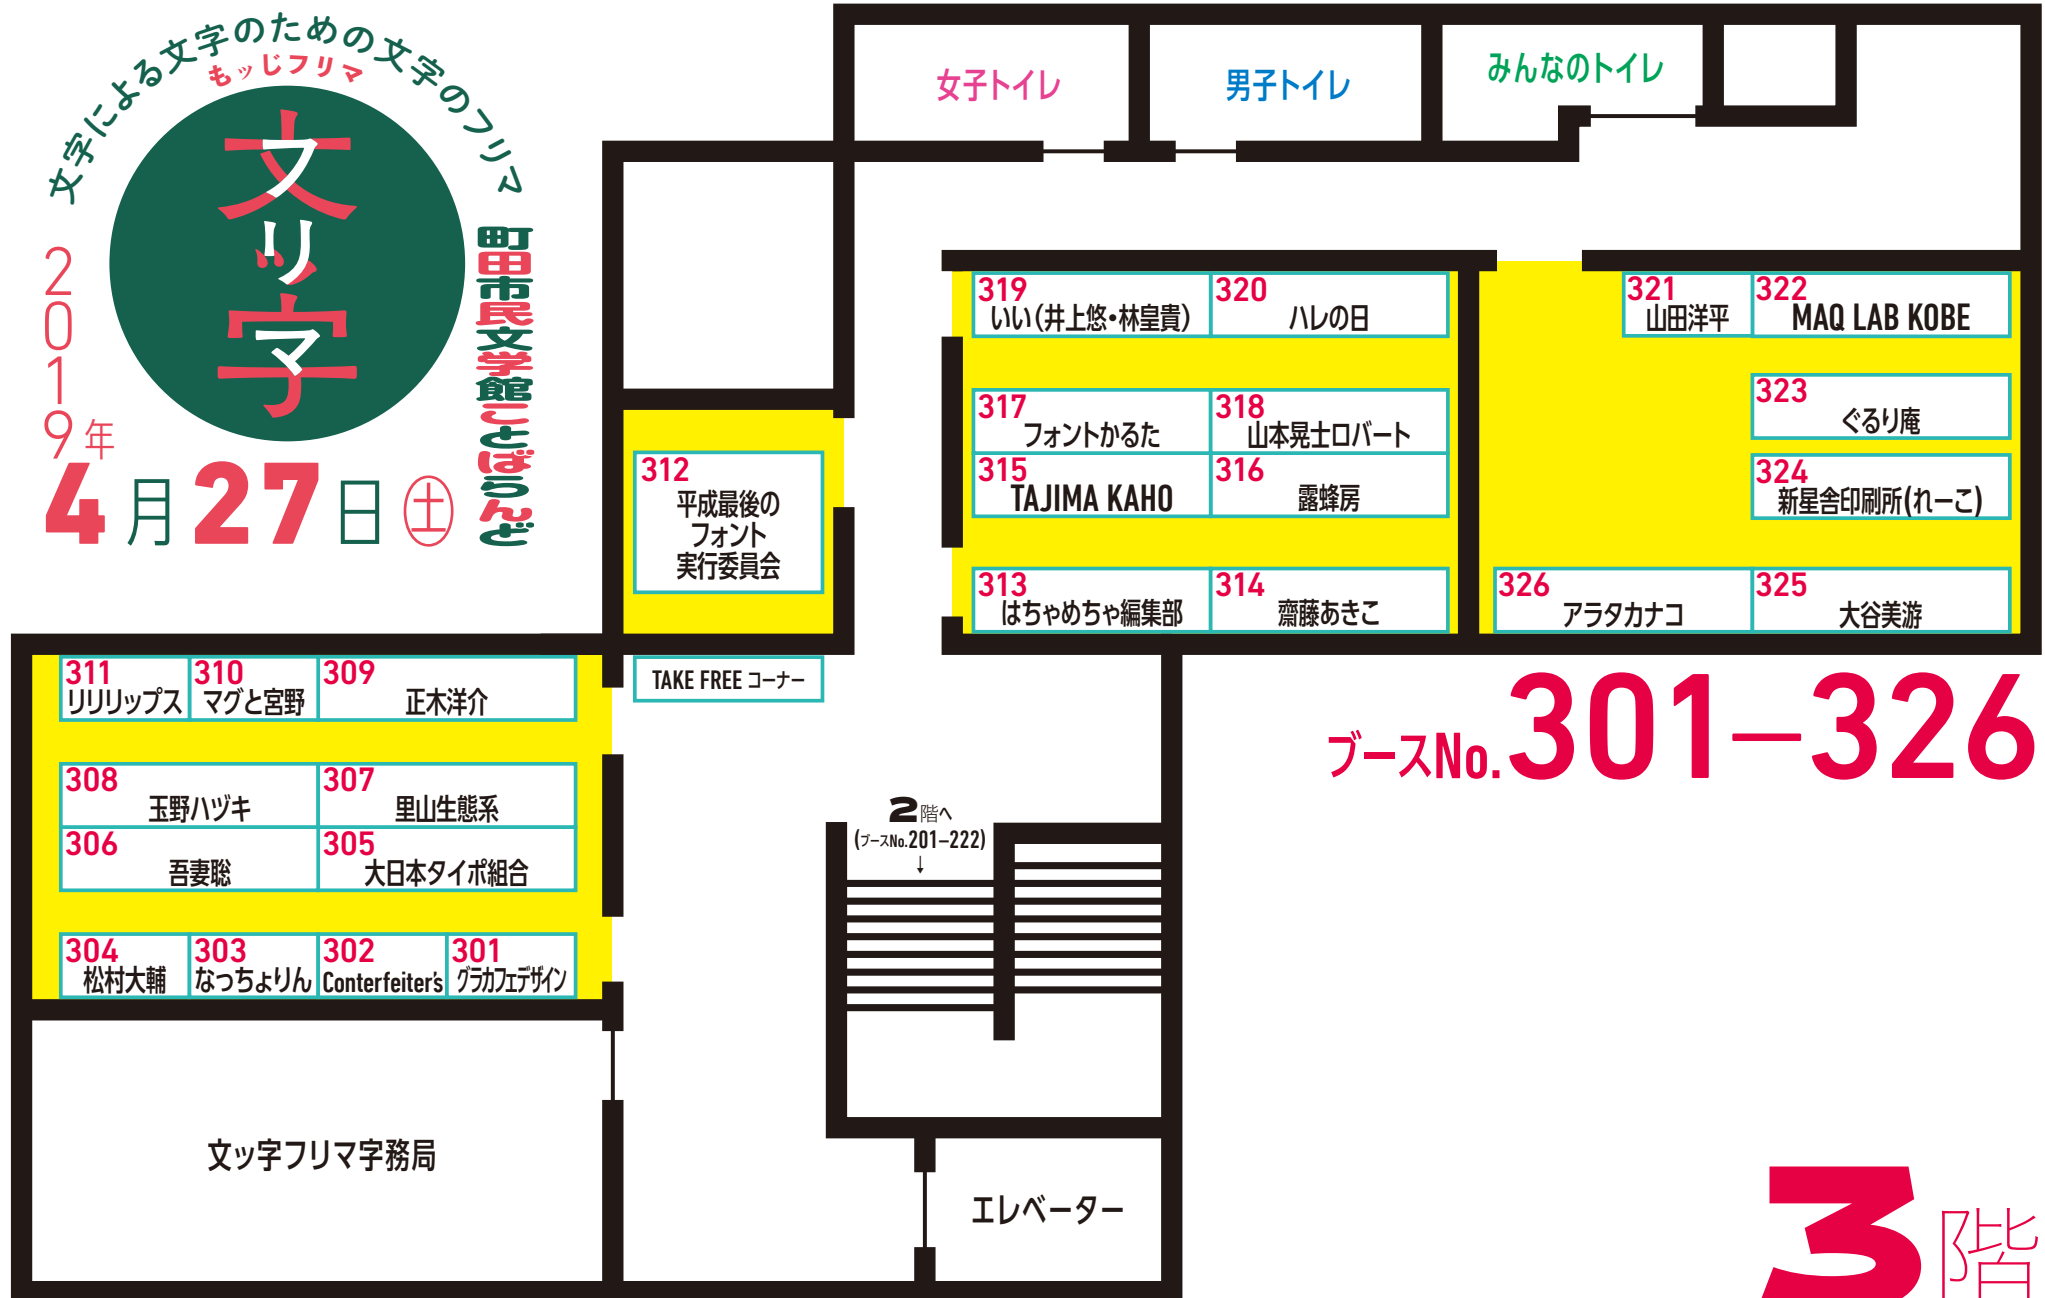 文字による文字のための文字のフリマ
もッじフリマ
文ッ字
フリマ
町田市民文学館ことばらんど
2019年
4月27日㊏
女子トイレ
男子トイレ
みんなのトイレ
319
いい(井上悠・林皇貴)
320
ハレの日
321
山田洋平
322
MAQ LAB KOBE
317
フォントかるた
318
山本晃士ロバート
323
ぐるり庵
315
TAJIMA KAHO
316
露蜂房
324
新星舎印刷所(れーこ)
312
平成最後の
フォント
実行委員会
313
はちゃめちゃ編集部
314
齋藤あきこ
326
アラタカナコ
325
大谷美游
311
リリリップス
310
マグと宮野
309
正木洋介
TAKE FREE コーナー
308
玉野ハヅキ
307
里山生態系
306
吾妻聡
305
大日本タイポ組合
304
松村大輔
303
なっちょりん
302
Conterfeiter's
301
グラカフェデザイン
ブースNo.301−326
2階へ
(ブースNo.201−222)
↓
文ッ字フリマ字務局
エレベーター
3階